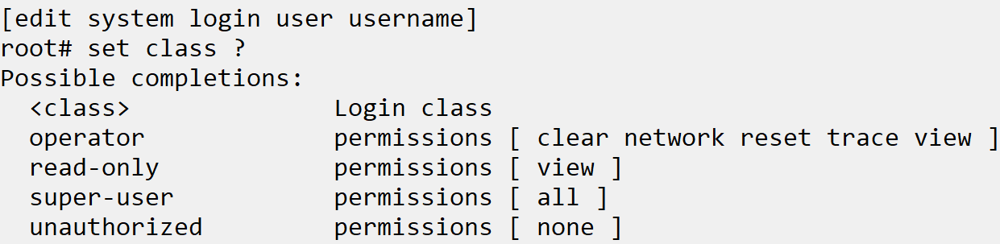 [edit system login user username]
root# set class ?
Possible completions:
  <class>              Login class
  operator             permissions [ clear network reset trace view ]
  read-only            permissions [ view ]
  super-user           permissions [ all ]
  unauthorized         permissions [ none ]